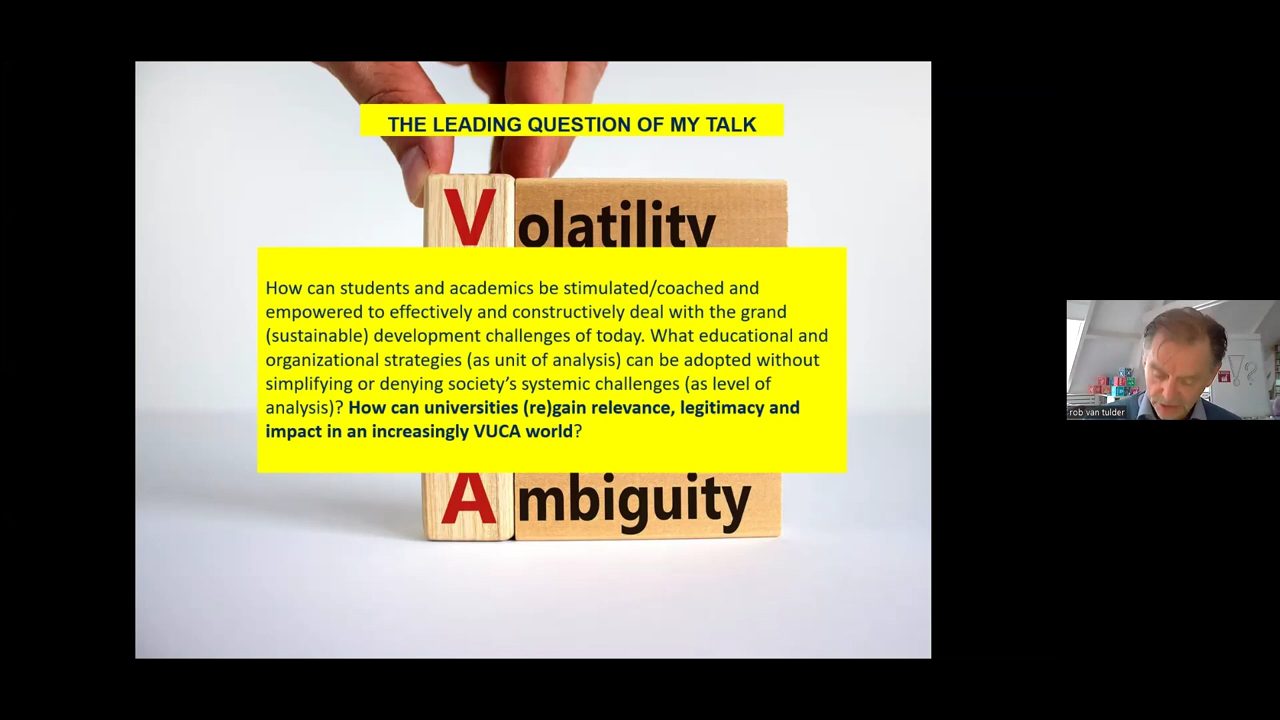 THE LEADING QUESTION OF MY TALK
Volatility
How can students and academics be stimulated/coached and
empowered to effectively and constructively deal with the grand
(sustainable) development challenges of today. What educational and
organizational strategies (as unit of analysis) can be adopted without
simplifying or denying society’s systemic challenges (as level of
analysis)? How can universities (re)gain relevance, legitimacy and
impact in an increasingly VUCA world?
Ambiguity
rob van tulder